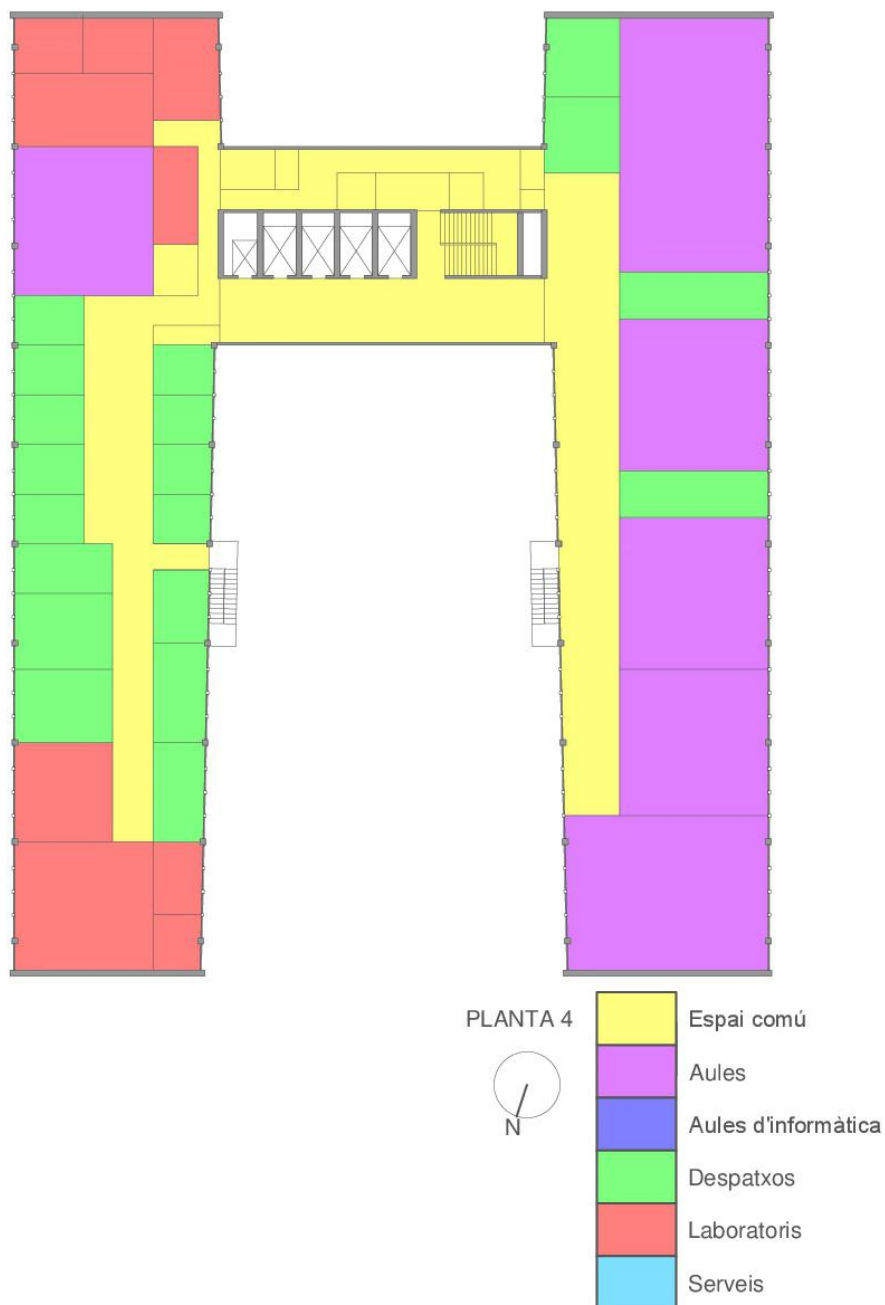 PLANTA 4
N
Espai comú
Aules
Aules d'informàtica
Despatxos
Laboratoris
Serveis